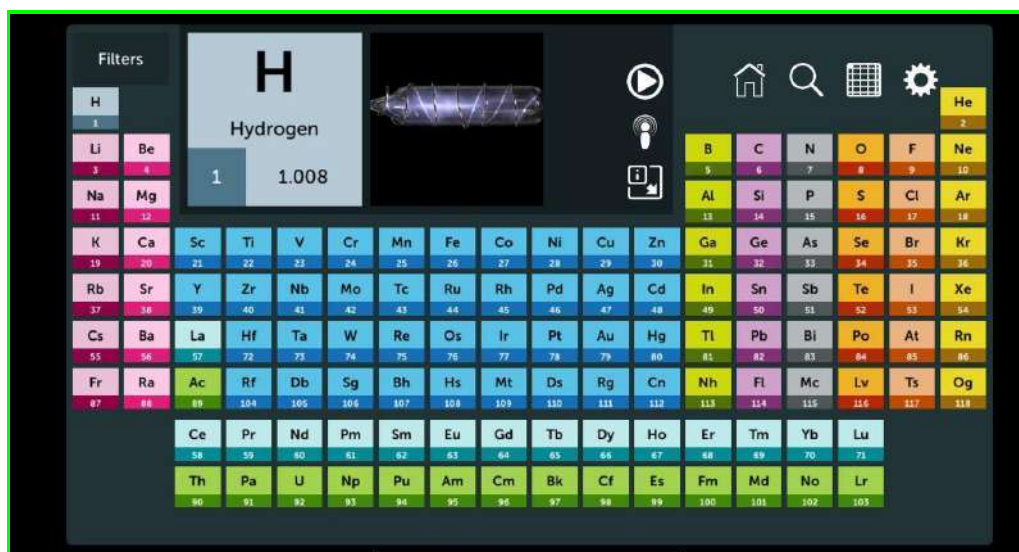 Filters
H
Hydrogen
1 1.008
H He
1 2
Li Be B C N O F Ne
3 4 5 6 7 8 9 10
Na Mg Al Si P S Cl Ar
11 12 13 14 15 16 17 18
K Ca Sc Ti V Cr Mn Fe Co Ni Cu Zn Ga Ge As Se Br Kr
19 20 21 22 23 24 25 26 27 28 29 30 31 32 33 34 35 36
Rb Sr Y Zr Nb Mo Tc Ru Rh Pd Ag Cd In Sn Sb Te I Xe
37 38 39 40 41 42 43 44 45 46 47 48 49 50 51 52 53 54
Cs Ba La Hf Ta W Re Os Ir Pt Au Hg Tl Pb Bi Po At Rn
55 56 57 72 73 74 75 76 77 78 79 80 81 82 83 84 85 86
Fr Ra Ac Rf Db Sg Bh Hs Mt Ds Rg Cn Nh Fl Mc Lv Ts Og
87 88 89 104 105 106 107 108 109 110 111 112 113 114 115 116 117 118
Ce Pr Nd Pm Sm Eu Gd Tb Dy Ho Er Tm Yb Lu
58 59 60 61 62 63 64 65 66 67 68 69 70 71
Th Pa U Np Pu Am Cm Bk Cf Es Fm Md No Lr
90 91 92 93 94 95 96 97 98 99 100 101 102 103